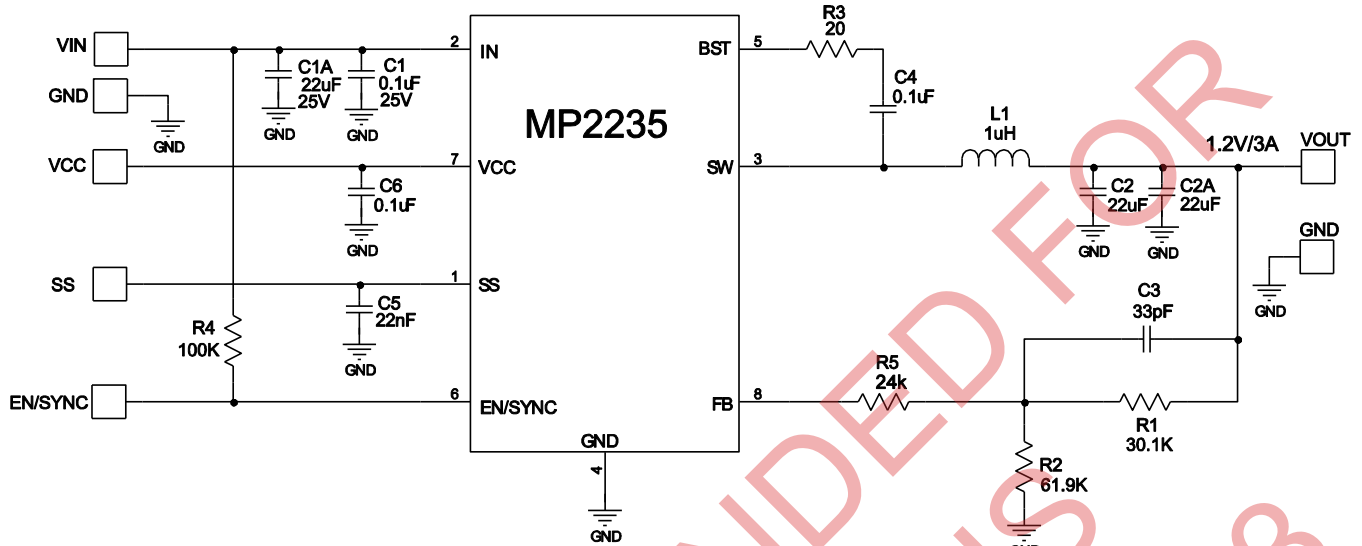 VIN
GND
GND
VCC
SS
EN/SYNC
R4
100K
C1A
22uF
25V
GND
C1
0.1uF
25V
GND
C6
0.1uF
GND
C5
22nF
GND
2
7
1
6
IN
VCC
SS
EN/SYNC
MP2235
BST
SW
FB
GND
4
GND
5
3
8
R3
20
C4
0.1uF
L1
1uH
C2
22uF
GND
C2A
22uF
GND
1.2V/3A
VOUT
GND
GND
C3
33pF
R5
24k
R1
30.1K
R2
61.9K
NDED FOR